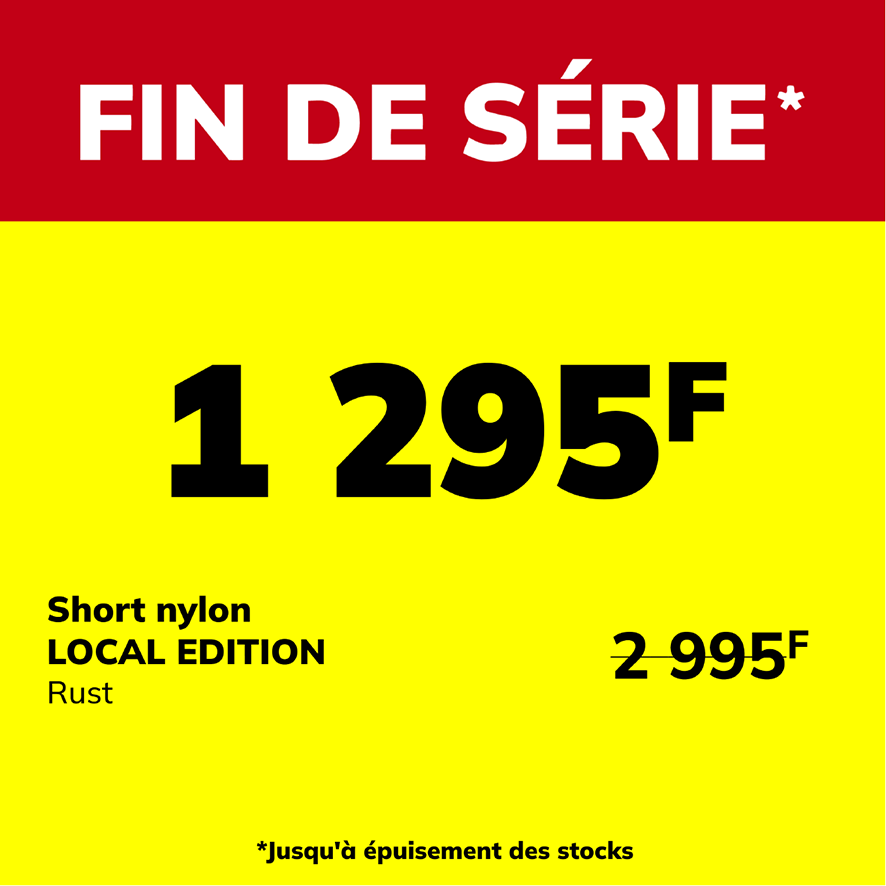 FIN DE SÉRIE*
1 295F
Short nylon
LOCAL EDITION
Rust
2 995F
*Jusqu'à épuisement des stocks